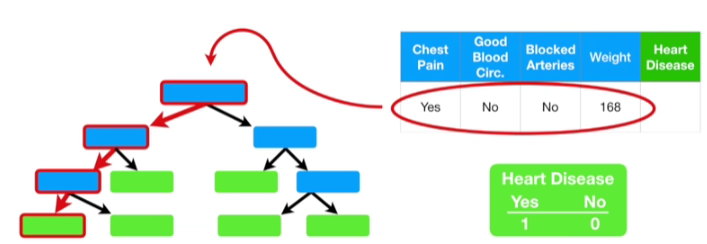 Chest Pain Good Blood Circ. Blocked Arteries Weight Heart Disease
Yes No No 168
Heart Disease
Yes No
1 0